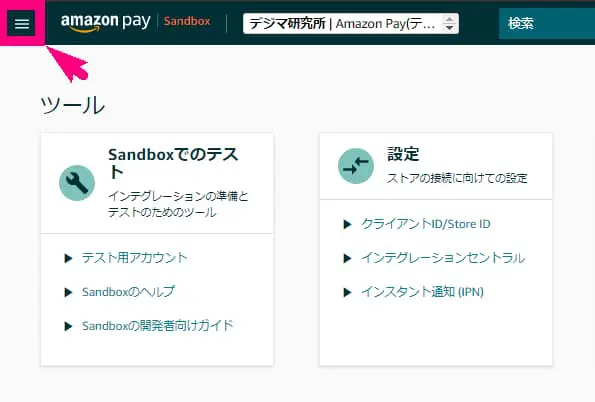 amazon pay Sandbox デジマ研究所 | Amazon Pay(テ... 検索
ツール
Sandboxでのテス
ト
インテグレーションの準備と
テストのためのツール
テスト用アカウント
Sandboxのヘルプ
Sandboxの開発者向けガイド
設定
ストアの接続に向けての設定
クライアントID/Store ID
インテグレーションセントラル
インスタント通知 (IPN)